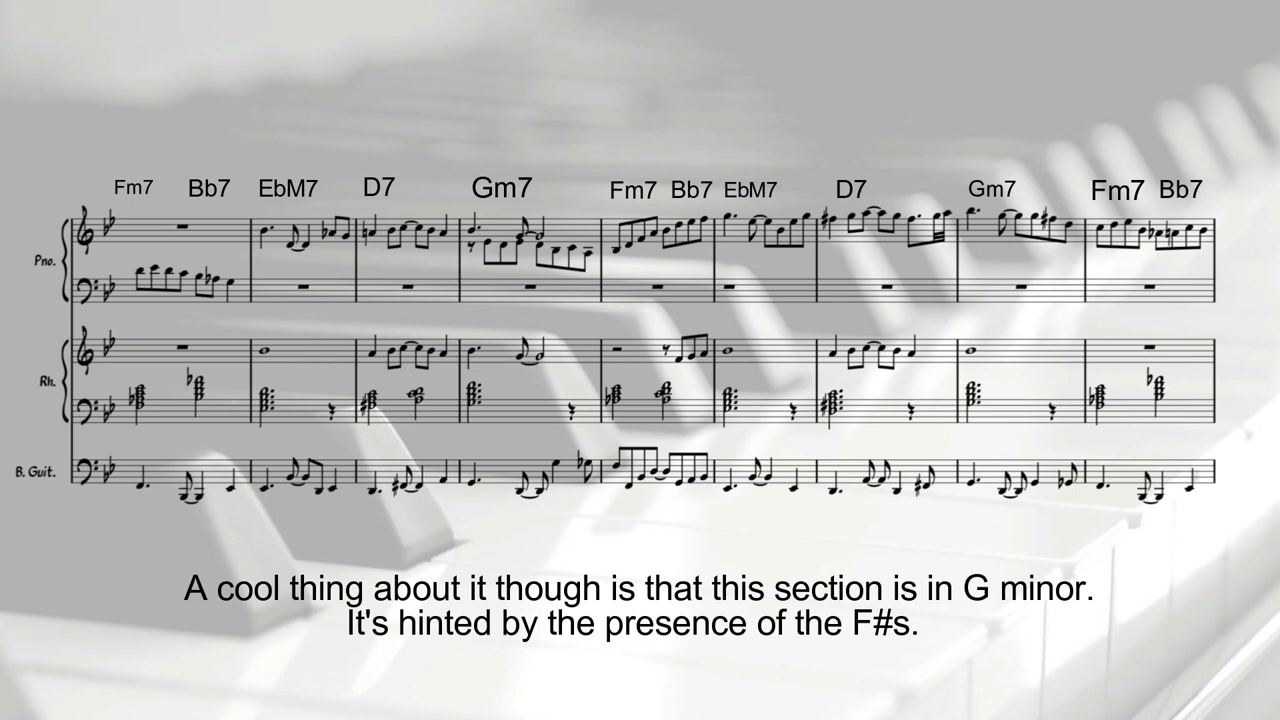 Fm7 Bb7 EbM7 D7 Gm7 Fm7 Bb7 EbM7 D7 Gm7 Fm7 Bb7
Pno.
Rh.
B. Guit.
A cool thing about it though is that this section is in G minor.
It's hinted by the presence of the F#s.